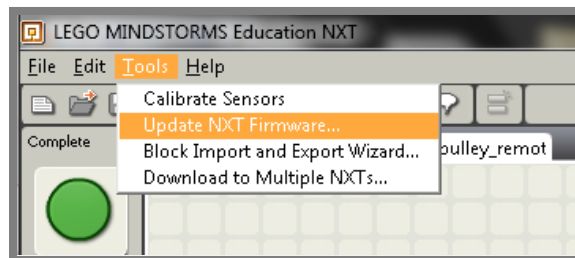 LEGO MINDSTORMS Education NXT
File Edit Tools Help
Calibrate Sensors
Update NXT Firmware...
Complete
Block Import and Export Wizard...
pulley_remot
Download to Multiple NXTs...